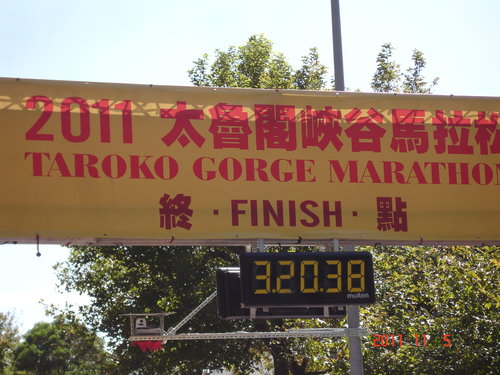 2011 太魯閣峽谷馬拉松
TAROKO GORGE MARATHON
終·FINISH·點
3.20.38
molten
2011 11 5